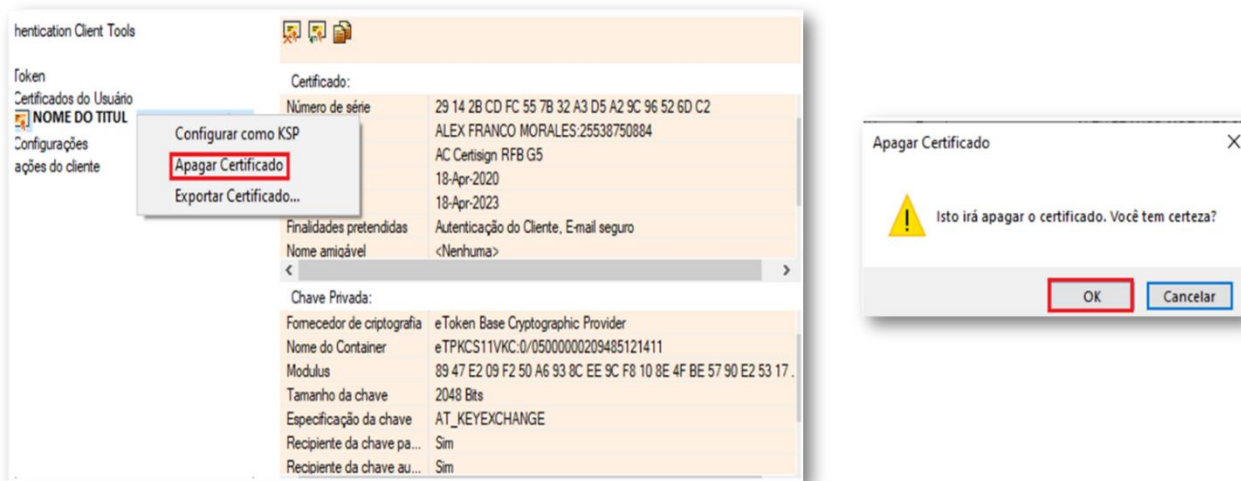 hentication Client Tools
Token
Certificados do Usuário
NOME DO TITUL
Configurações
ações do cliente
Configurar como KSP
Apagar Certificado
Exportar Certificado...
Certificado:
Número de série 29 14 2B CD FC 55 7B 32 A3 D5 A2 9C 96 52 6D C2
ALEX FRANCO MORALES:25538750884
AC Certisign RFB G5
18-Apr-2020
18-Apr-2023
Finalidades pretendidas Autenticação do Cliente, E-mail seguro
Nome amigável <Nenhuma>
Chave Privada:
Fornecedor de criptografia eToken Base Cryptographic Provider
Nome do Container eTPKCS11VKC:0/05000000209485121411
Modulus 89 47 E2 09 F2 50 A6 93 8C EE 9C F8 10 8E 4F BE 57 90 E2 53 17 .
Tamanho da chave 2048 Bits
Especificação da chave AT_KEYEXCHANGE
Recipiente da chave pa... Sim
Recipiente da chave au... Sim
Apagar Certificado
Isto irá apagar o certificado. Você tem certeza?
OK Cancelar